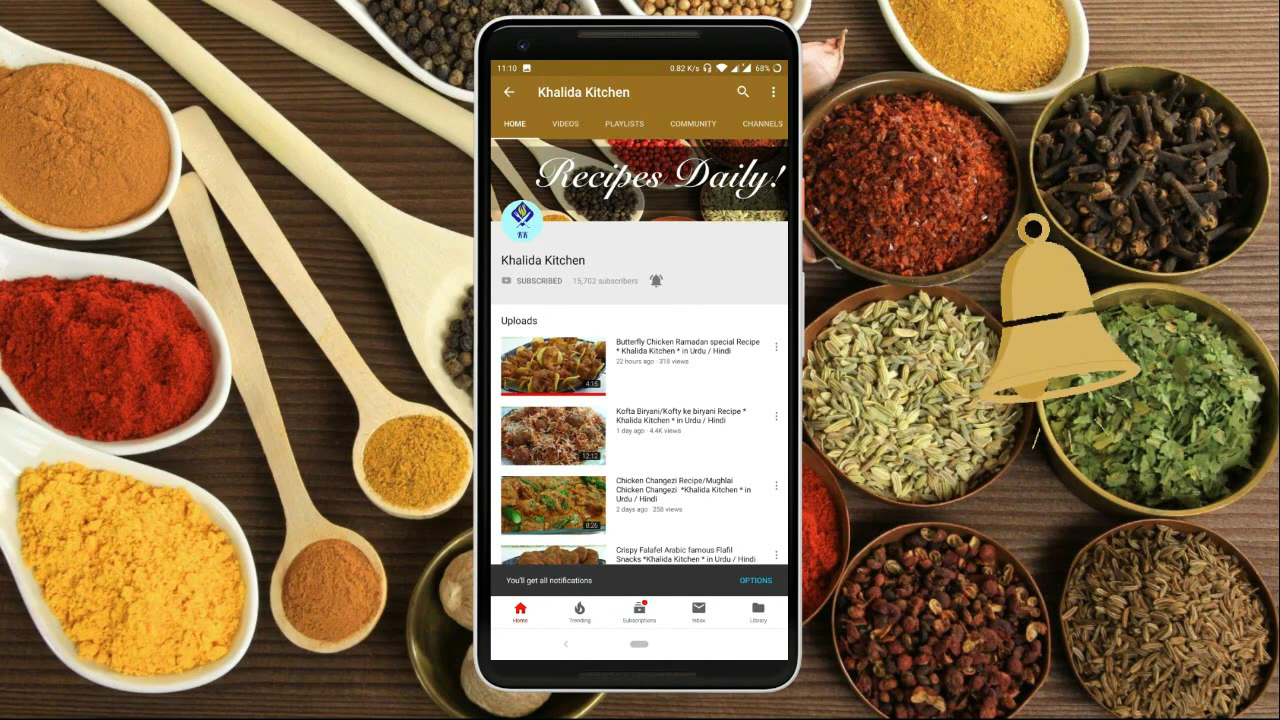 11:10
0.82 K/s
68%
Khalida Kitchen
HOME
VIDEOS
PLAYLISTS
COMMUNITY
CHANNELS
Recipes Daily!
KK
Khalida Kitchen
SUBSCRIBED
15,702 subscribers
Uploads
Butterfly Chicken Ramadan special Recipe
* Khalida Kitchen * in Urdu / Hindi
22 hours ago · 318 views
4:15
Kofta Biryani/Kofty ke biryani Recipe *
Khalida Kitchen * in Urdu / Hindi
1 day ago · 4.4K views
12:12
Chicken Changezi Recipe/Mughlai
Chicken Changezi *Khalida Kitchen * in
Urdu / Hindi
2 days ago · 258 views
8:26
Crispy Falafel Arabic famous Flafil
Snacks *Khalida Kitchen * in Urdu / Hindi
You'll get all notifications
OPTIONS
Home
Trending
Subscriptions
Inbox
Library